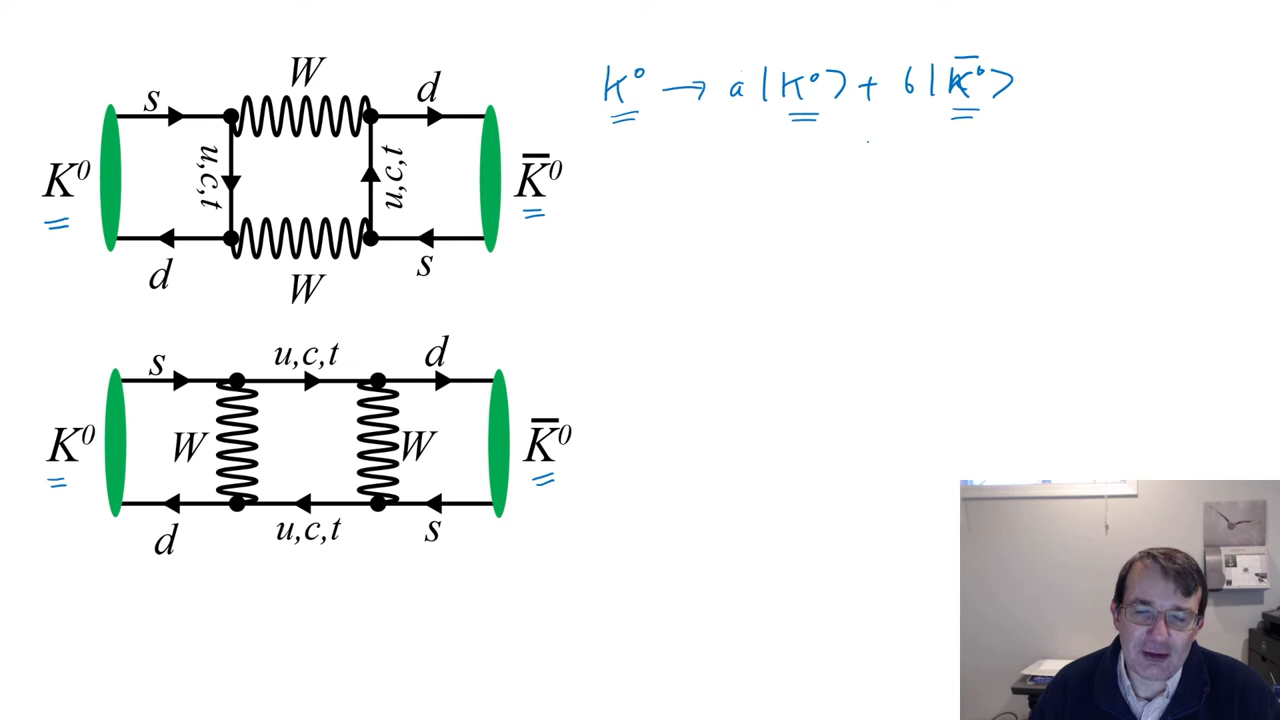 K⁰ → a |K⁰⟩ + b |K̄⁰⟩
W
s
d
u,c,t
u,c,t
K⁰
K̄⁰
d
s
W
s
u,c,t
d
K⁰
W
W
K̄⁰
d
u,c,t
s